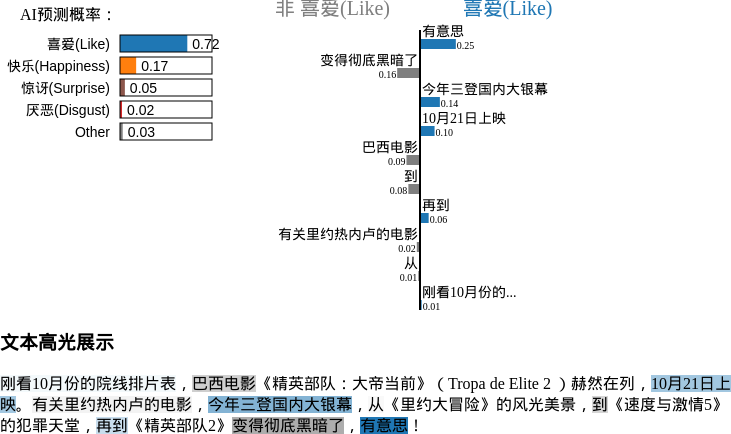 AI预测概率：
喜爱(Like) 0.72
快乐(Happiness) 0.17
惊讶(Surprise) 0.05
厌恶(Disgust) 0.02
Other 0.03
非 喜爱(Like) 喜爱(Like)
有意思
0.25
变得彻底黑暗了
0.16
今年三登国内大银幕
0.14
10月21日上映
0.10
巴西电影
0.09
到
0.08
再到
0.06
有关里约热内卢的电影
0.02
从
0.01
刚看10月份的...
0.01
文本高光展示
刚看10月份的院线排片表，巴西电影《精英部队：大帝当前》（Tropa de Elite 2 ）赫然在列，10月21日上
映。有关里约热内卢的电影，今年三登国内大银幕，从《里约大冒险》的风光美景，到《速度与激情5》
的犯罪天堂，再到《精英部队2》变得彻底黑暗了，有意思！